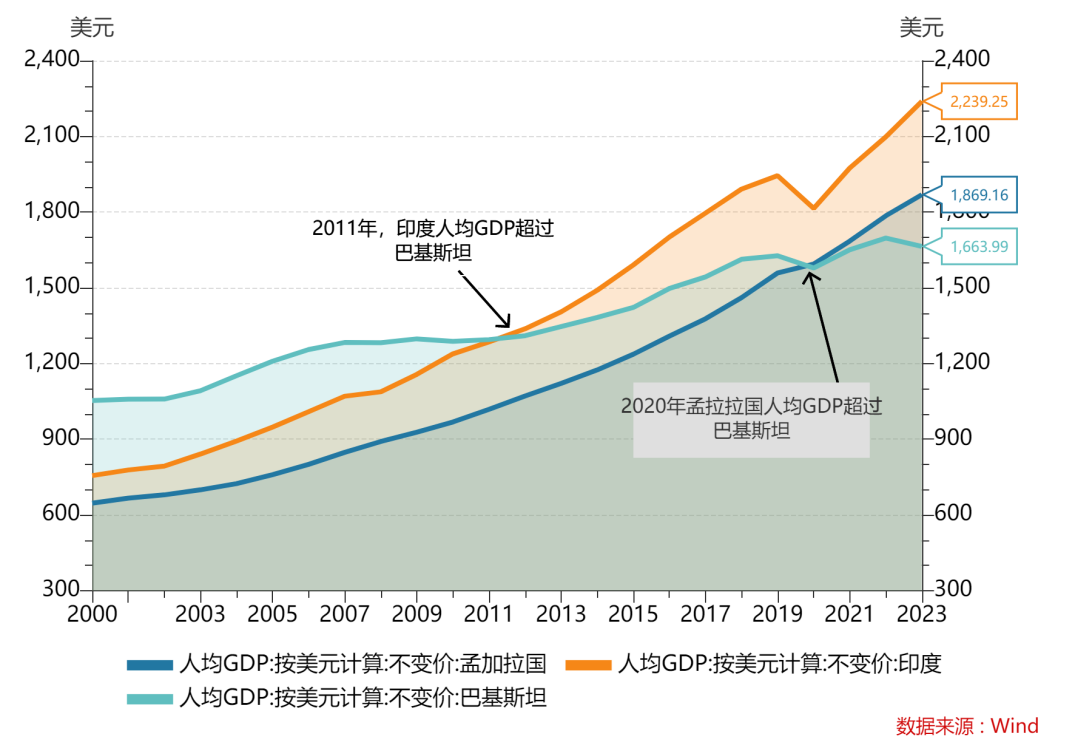 美元
美元
2,400
2,400
2,239.25
2,100
2,100
1,869.16
1,800
1,800
2011年，印度人均GDP超过
巴基斯坦
1,663.99
1,500
1,500
1,200
1,200
2020年孟拉拉国人均GDP超过
巴基斯坦
900
900
600
600
300
300
2000 2003 2005 2007 2009 2011 2013 2015 2017 2019 2021 2023
人均GDP:按美元计算:不变价:孟加拉国 人均GDP:按美元计算:不变价:印度
人均GDP:按美元计算:不变价:巴基斯坦
数据来源：Wind